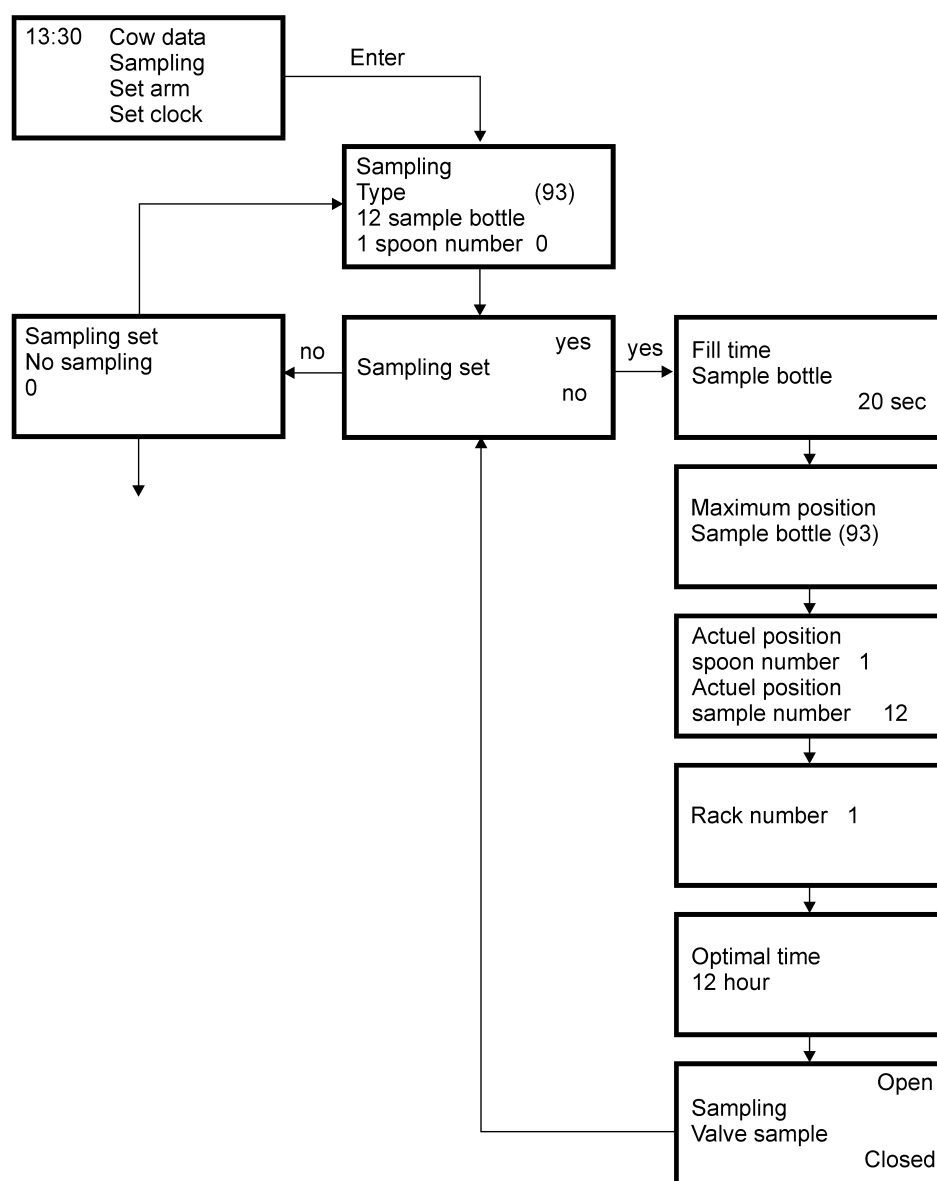 13:30 Cow data
Sampling
Set arm
Set clock
Enter
Sampling
Type (93)
12 sample bottle
1 spoon number 0
Sampling set
No sampling
0
no
yes
Sampling set
no
yes
Fill time
Sample bottle
20 sec
Maximum position
Sample bottle (93)
Actuel position
spoon number 1
Actuel position
sample number 12
Rack number 1
Optimal time
12 hour
Open
Sampling
Valve sample
Closed